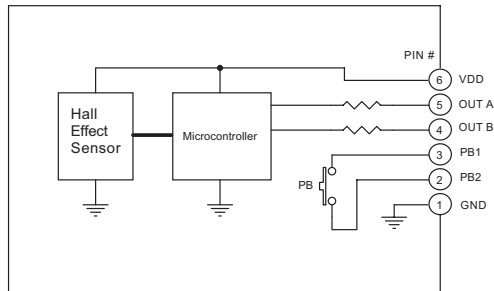 PIN #
6 VDD
5 OUT A
4 OUT B
3 PB1
2 PB2
1 GND
Hall
Effect
Sensor
Microcontroller
PB